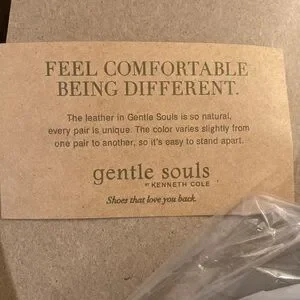 FEEL COMFORTABLE
BEING DIFFERENT.
The leather in Gentle Souls is so natural,
every pair is unique. The color varies slightly from
one pair to another, so it's easy to stand apart.
gentle souls
BY KENNETH COLE
Shoes that love you back.